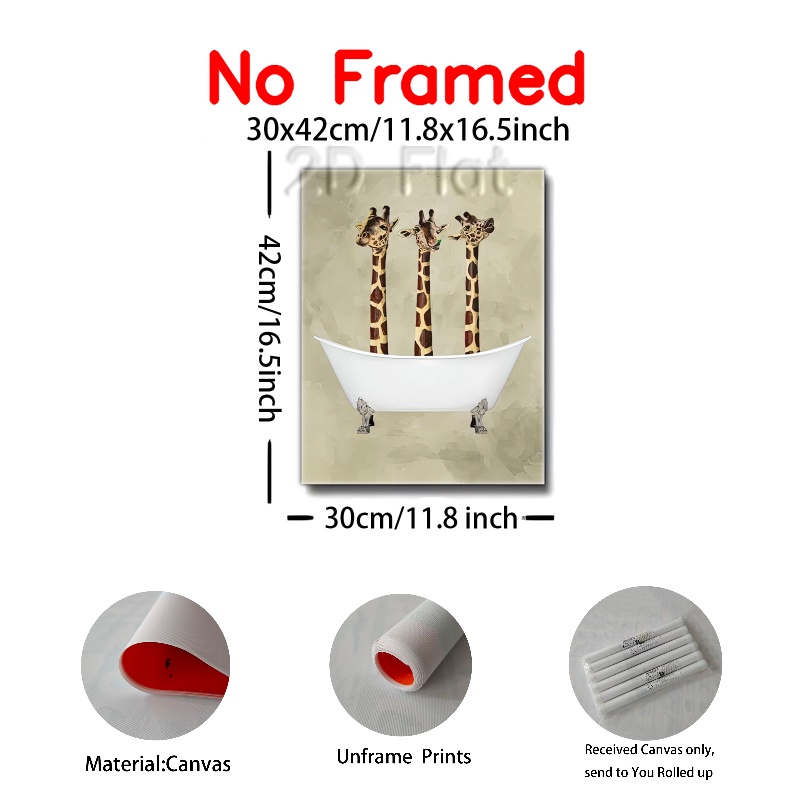 No Framed
30x42cm/11.8x16.5inch
2D Flat
42cm/16.5inch
30cm/11.8 inch
Material:Canvas
Unframe Prints
Received Canvas only,
send to You Rolled up